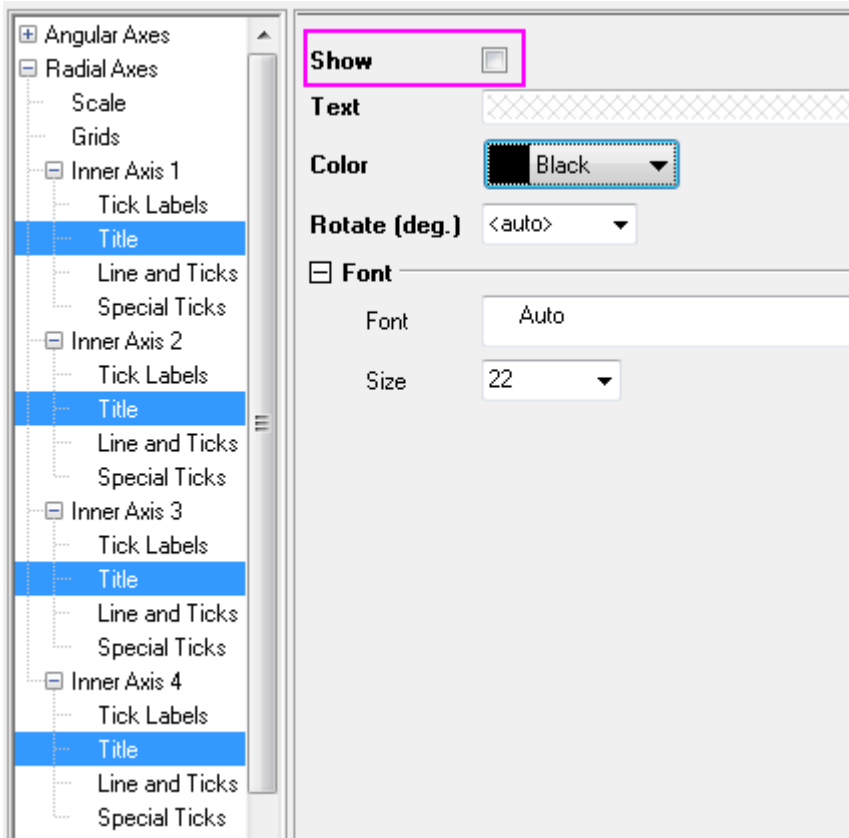 Angular Axes
Radial Axes
Scale
Grids
Inner Axis 1
Tick Labels
Title
Line and Ticks
Special Ticks
Inner Axis 2
Tick Labels
Title
Line and Ticks
Special Ticks
Inner Axis 3
Tick Labels
Title
Line and Ticks
Special Ticks
Inner Axis 4
Tick Labels
Title
Line and Ticks
Special Ticks
Show
Text
Color Black
Rotate (deg.) <auto>
Font
Font Auto
Size 22